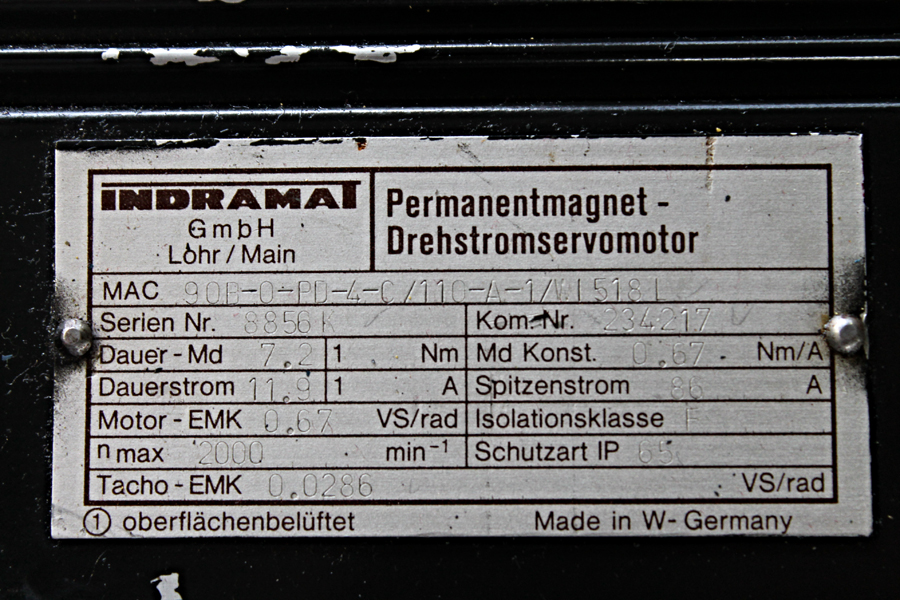 INDRAMAT
GmbH
Lohr / Main
Permanentmagnet -
Drehstromservomotor
MAC 90B-0-PD-4-C/110-A-1/WI518L
Serien Nr. 8856K Kom.-Nr. 234217
Dauer - Md 7.2 1 Nm Md Konst. 0.67 Nm/A
Dauerstrom 11.9 1 A Spitzenstrom 86 A
Motor - EMK 0.67 VS/rad Isolationsklasse F
n max 2000 min⁻¹ Schutzart IP 65
Tacho - EMK 0.0286 VS/rad
① oberflächenbelüftet Made in W- Germany